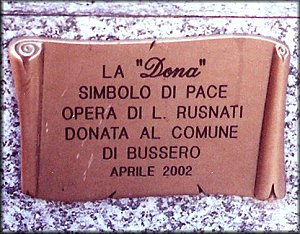 LA "Dona"
SIMBOLO DI PACE
OPERA DI L. RUSNATI
DONATA AL COMUNE
DI BUSSERO
APRILE 2002